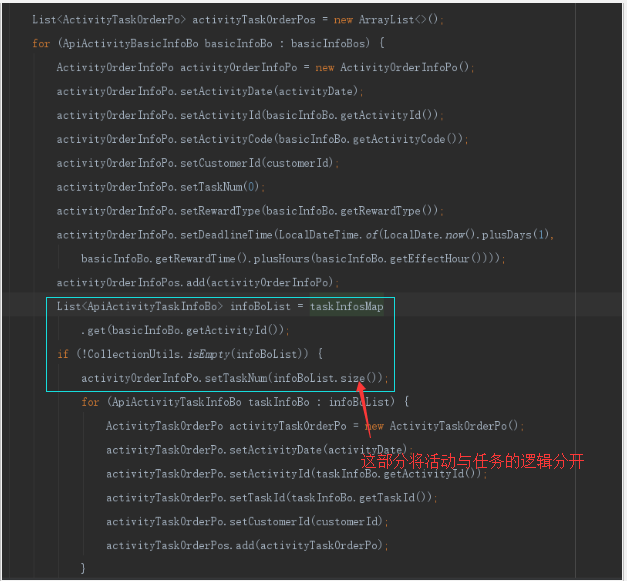 List<ActivityTaskOrderPo> activityTaskOrderPos = new ArrayList<>();
for (ApiActivityBasicInfoBo basicInfoBo : basicInfoBos) {
ActivityOrderInfoPo activityOrderInfoPo = new ActivityOrderInfoPo();
activityOrderInfoPo.setActivityDate(activityDate);
activityOrderInfoPo.setActivityId(basicInfoBo.getActivityId());
activityOrderInfoPo.setActivityCode(basicInfoBo.getActivityCode());
activityOrderInfoPo.setCustomerId(customerId);
activityOrderInfoPo.setTaskNum(0);
activityOrderInfoPo.setRewardType(basicInfoBo.getRewardType());
activityOrderInfoPo.setDeadlineTime(LocalDateTime.of(LocalDate.now().plusDays(1),
basicInfoBo.getRewardTime().plusHours(basicInfoBo.getEffectHour())));
activityOrderInfoPos.add(activityOrderInfoPo);
List<ApiActivityTaskInfoBo> infoBoList = taskInfosMap
.get(basicInfoBo.getActivityId());
if (!CollectionUtils.isEmpty(infoBoList)) {
activityOrderInfoPo.setTaskNum(infoBoList.size());
for (ApiActivityTaskInfoBo taskInfoBo : infoBoList) {
ActivityTaskOrderPo activityTaskOrderPo = new ActivityTaskOrderPo();
activityTaskOrderPo.setActivityDate(activityDate)
这部分将活动与任务的逻辑分开
activityTaskOrderPo.setActivityId(taskInfoBo.getActivityId());
activityTaskOrderPo.setTaskId(taskInfoBo.getTaskId());
activityTaskOrderPo.setCustomerId(customerId);
activityTaskOrderPos.add(activityTaskOrderPo);
}